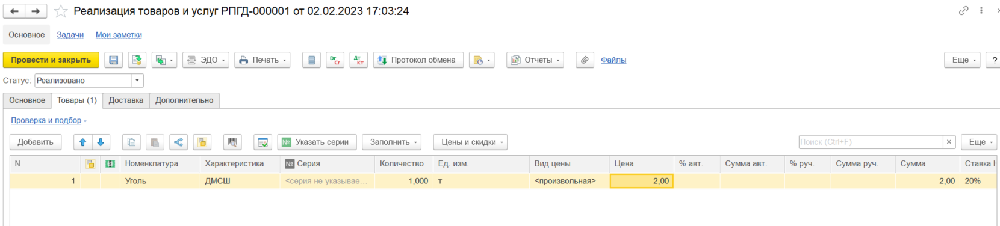 Реализация товаров и услуг РПГД-000001 от 02.02.2023 17:03:24
Основное Задачи Мои заметки
Провести и закрыть ЭДО Печать Dr Cr Дт Кт Протокол обмена Отчеты Файлы Еще ?
Статус: Реализовано
Основное Товары (1) Доставка Дополнительно
Проверка и подбор
Добавить № Указать серии Заполнить Цены и скидки Поиск (Ctrl+F) × Еще
N Номенклатура Характеристика № Серия Количество Ед. изм. Вид цены Цена % авт. Сумма авт. % руч. Сумма руч. Сумма Ставка Н
1 Уголь ДМСШ <серия не указывае... 1,000 т <произвольная> 2,00 2,00 20%